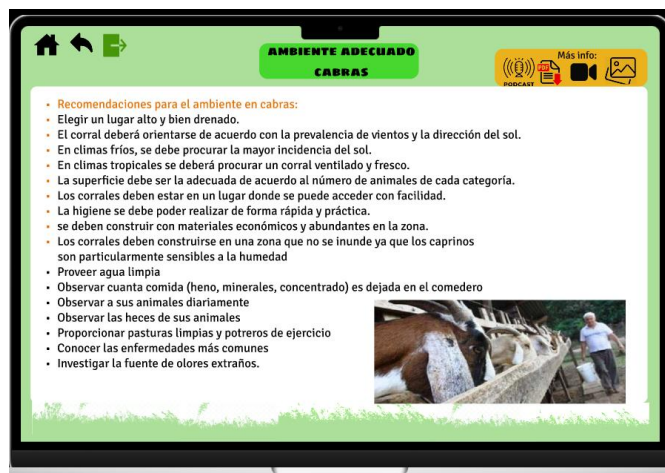 AMBIENTE ADECUADO
CABRAS
Más info:
PODCAST
PDF
• Recomendaciones para el ambiente en cabras:
• Elegir un lugar alto y bien drenado.
• El corral deberá orientarse de acuerdo con la prevalencia de vientos y la dirección del sol.
• En climas fríos, se debe procurar la mayor incidencia del sol.
• En climas tropicales se deberá procurar un corral ventilado y fresco.
• La superficie debe ser la adecuada de acuerdo al número de animales de cada categoría.
• Los corrales deben estar en un lugar donde se puede acceder con facilidad.
• La higiene se debe poder realizar de forma rápida y práctica.
• se deben construir con materiales económicos y abundantes en la zona.
• Los corrales deben construirse en una zona que no se inunde ya que los caprinos
son particularmente sensibles a la humedad
• Proveer agua limpia
• Observar cuanta comida (heno, minerales, concentrado) es dejada en el comedero
• Observar a sus animales diariamente
• Observar las heces de sus animales
• Proporcionar pasturas limpias y potreros de ejercicio
• Conocer las enfermedades más comunes
• Investigar la fuente de olores extraños.